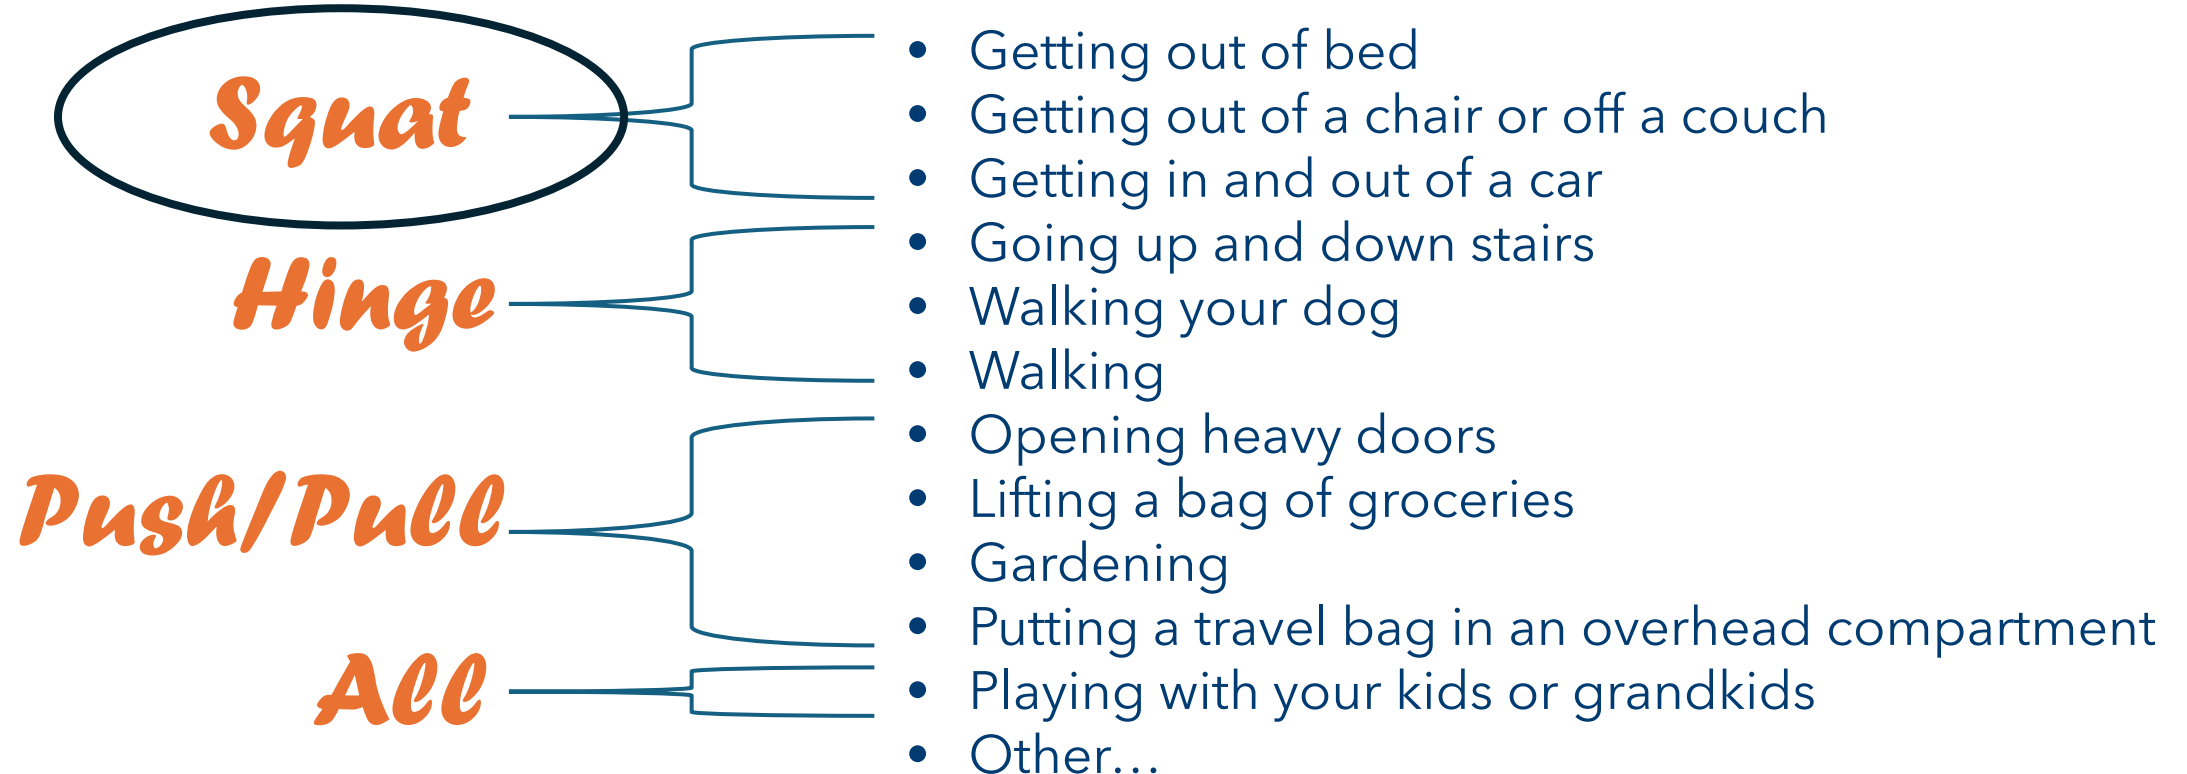 Squat
Hinge
Push/Pull
All
• Getting out of bed
• Getting out of a chair or off a couch
• Getting in and out of a car
• Going up and down stairs
• Walking your dog
• Walking
• Opening heavy doors
• Lifting a bag of groceries
• Gardening
• Putting a travel bag in an overhead compartment
• Playing with your kids or grandkids
• Other...